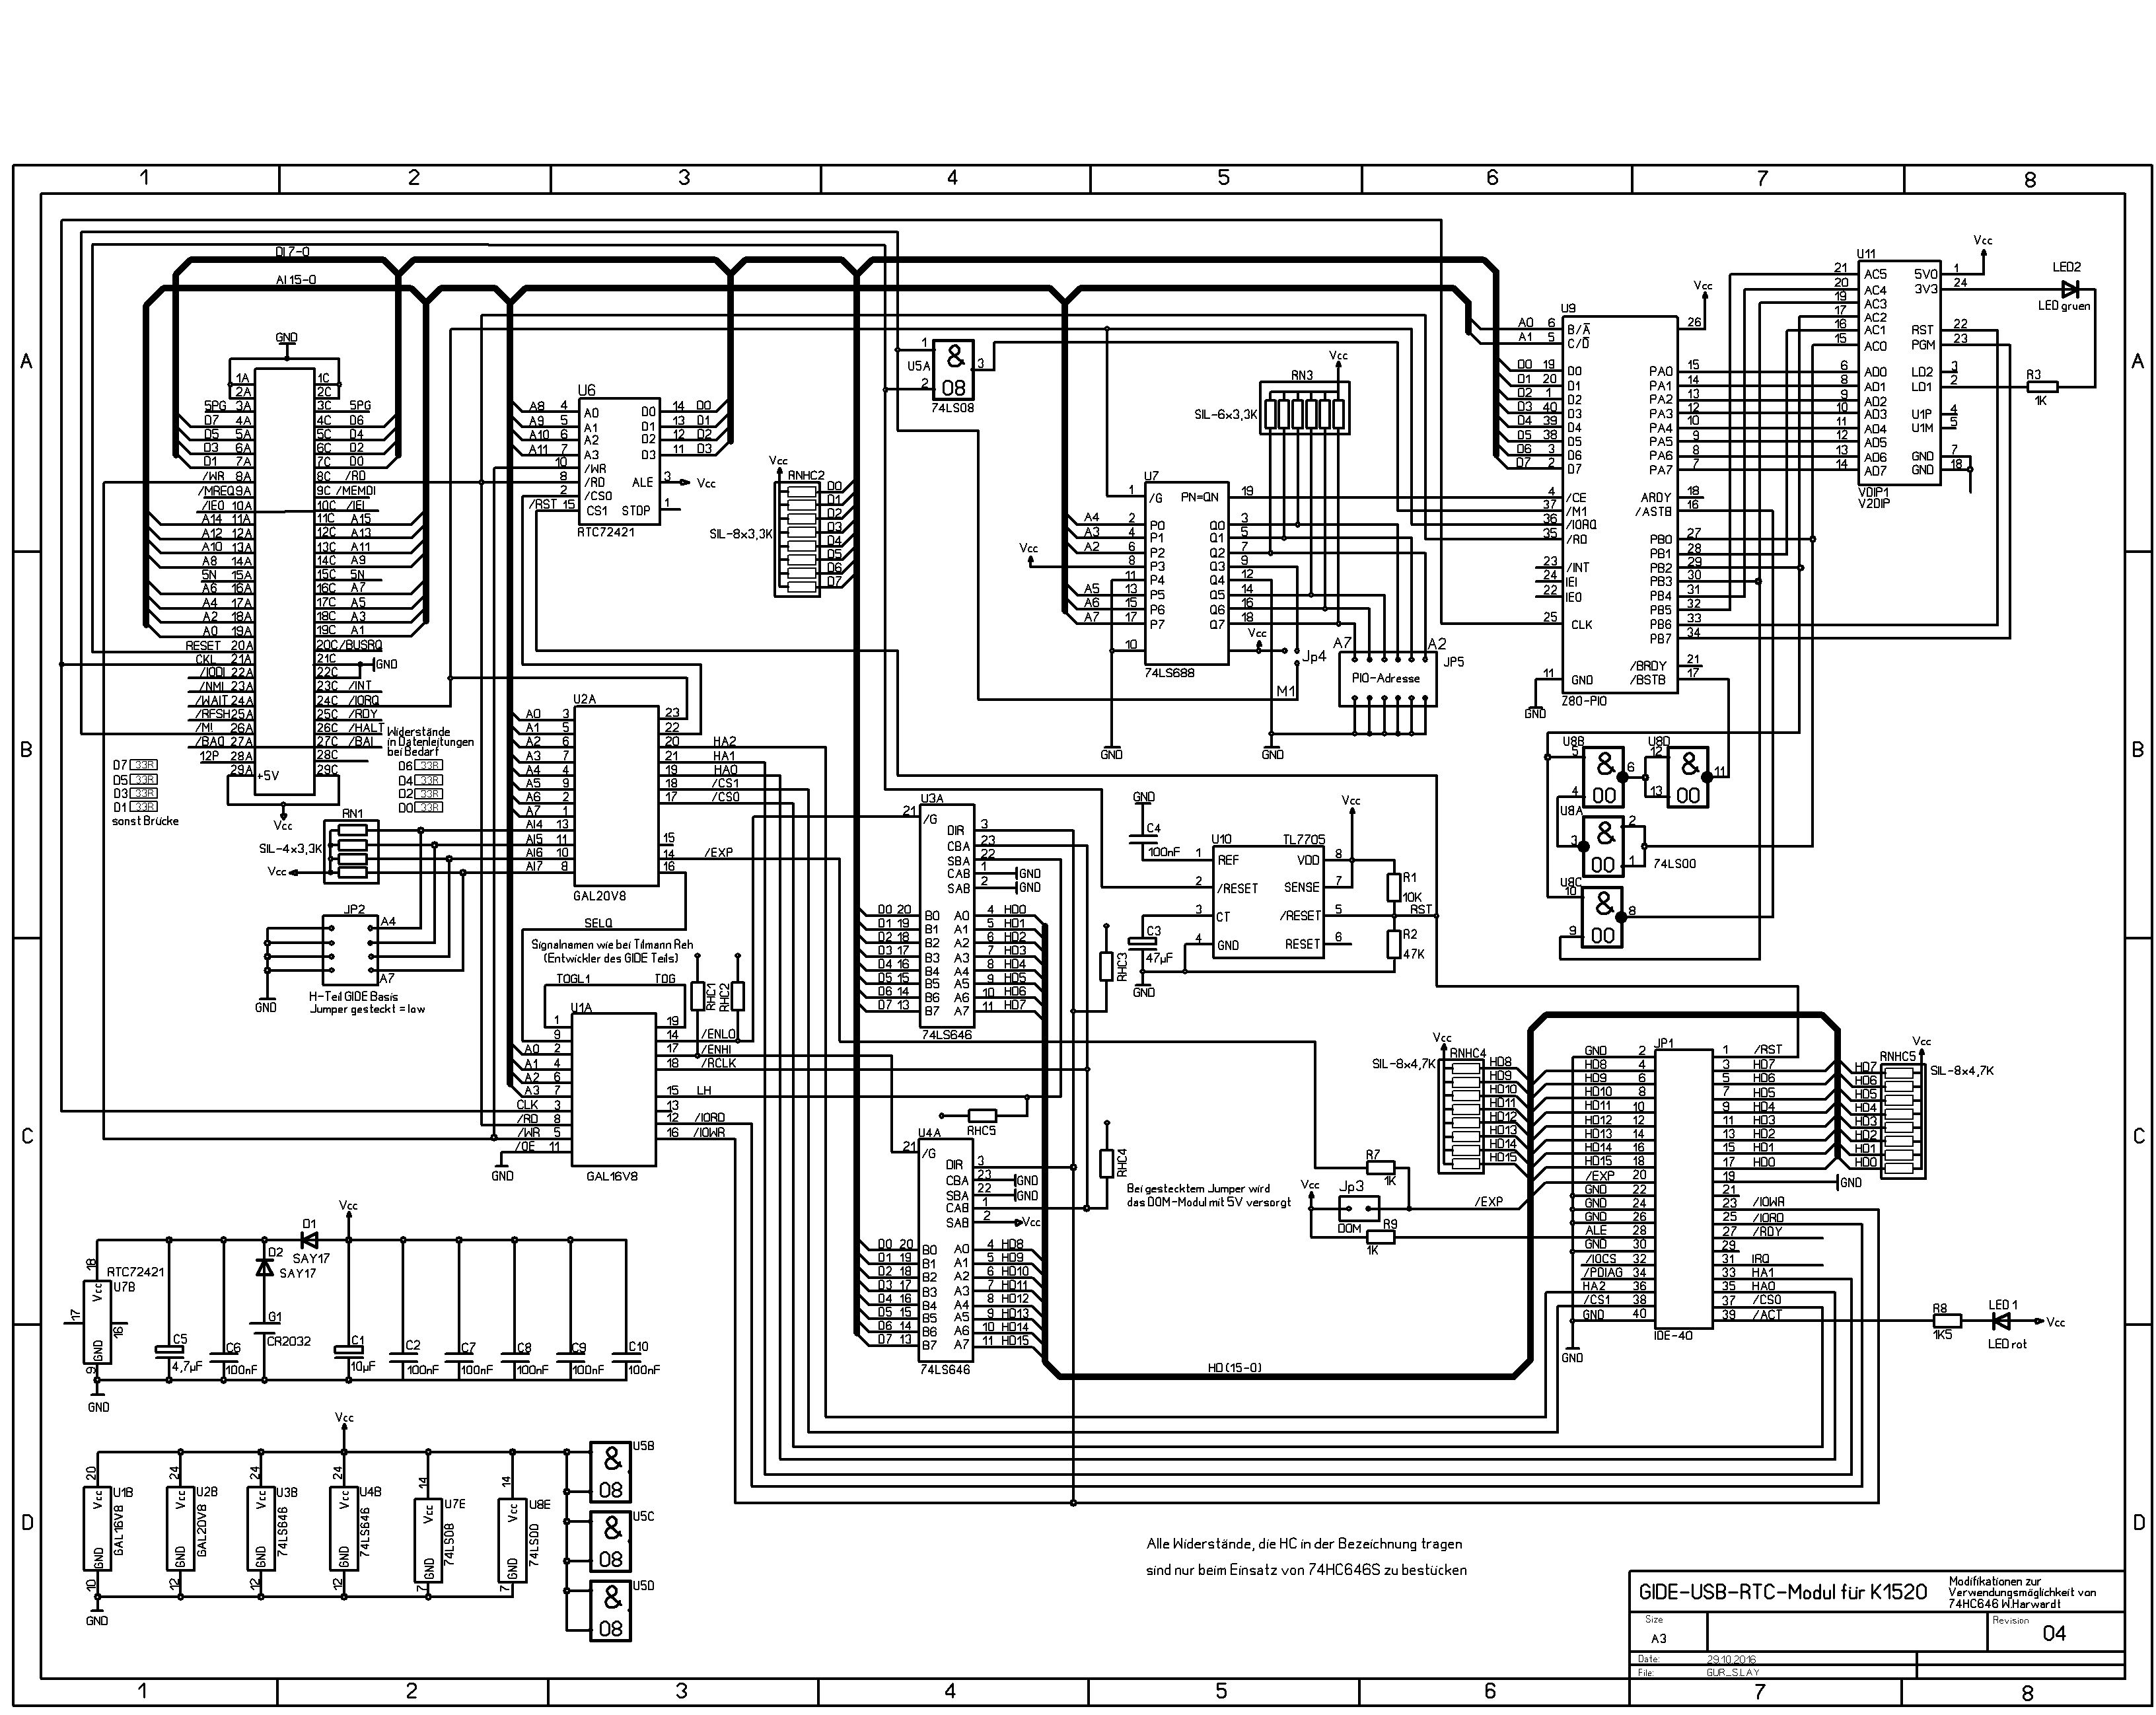 1 2 3 4 5 6 7 8
A
B
C
D
DI 7-0
AI 15-0
GND
1A 1C
2A 2C
5PG 3A 3C 5PG
D7 4A 4C D6
D5 5A 5C D4
D3 6A 6C D2
D1 7A 7C D0
/WR 8A 8C /RD
/MREQ 9A 9C /MEMDI
/IEO 10A 10C /IEI
A14 11A 11C A15
A12 12A 12C A13
A10 13A 13C A11
A8 14A 14C A9
5N 15A 15C 5N
A6 16A 16C A7
A4 17A 17C A5
A2 18A 18C A3
A0 19A 19C A1
RESET 20A 20C /BUSRQ
CKL 21A 21C
GND
/IODI 22A 22C
/NMI 23A 23C /INT
/WAIT 24A 24C /IORQ
/RFSH 25A 25C /RDY
/M1 26A 26C /HALT
/BAO 27A 27C /BAI
12P 28A 28C
29A +5V 29C
Vcc
Widerstände
in Datenleitungen
bei Bedarf
D7 33R D6 33R
D5 33R D4 33R
D3 33R D2 33R
D1 33R D0 33R
sonst Brücke
RN1
SIL-4x3,3K
Vcc
JP2
A4
A7
GND
H-Teil GIDE Basis
Jumper gesteckt = low
U6
A8 4 A0 D0 14 D0
A9 5 A1 D1 13 D1
A10 6 A2 D2 12 D2
A11 7 A3 D3 11 D3
10 /WR
8 /RD ALE 3 Vcc
2 /CS0
/RST 15 CS1 STOP 1
RTC72421
Vcc
RNHC2
SIL-8x3,3K
D0
D1
D2
D3
D4
D5
D6
D7
U2A
A0 3 23
A1 5 22
A2 6 20 HA2
A3 7 21 HA1
A4 4 19 HA0
A5 9 18 /CS1
A6 2 17 /CS0
A7 1
AI4 13 15
AI5 11
AI6 10 14 /EXP
AI7 8 16
GAL20V8
SELQ
Signalnamen wie bei Tilmann Reh
(Entwickler des GIDE Teils)
TOGL1 TOG
U1A
1 19
9 14 /ENLO
A0 2 17 /ENHI
A1 4 18 /RCLK
A2 6
A3 7 15 LH
CLK 3 13
/RD 8 12 /IORD
/WR 5 16 /IOWR
/OE 11
GND
GAL16V8
RHC1
RHC2
U5A
1
2
3
&
08
74LS08
U7
1 /G PN=QN 19
A4 2 P0 Q0 3
A3 4 P1 Q1 5
A2 6 P2 Q2 7
Vcc 8 P3 Q3 9
11 P4 Q4 12
A5 13 P5 Q5 14
A6 15 P6 Q6 16
A7 17 P7 Q7 18
10
Vcc
74LS688
Vcc
RN3
SIL-6x3,3K
Jp4
M1
A7 A2
JP5
PIO-Adresse
GND
GND
U3A
21 /G
DIR 3
CBA 23
SBA 22
CAB 1 GND
SAB 2 GND
D0 20 B0 A0 4 HD0
D1 19 B1 A1 5 HD1
D2 18 B2 A2 6 HD2
D3 17 B3 A3 7 HD3
D4 16 B4 A4 8 HD4
D5 15 B5 A5 9 HD5
D6 14 B6 A6 10 HD6
D7 13 B7 A7 11 HD7
74LS646
RHC3
RHC5
RHC4
U4A
21 /G
DIR 3
CBA 23 GND
SBA 22 GND
CAB 1
SAB 2 Vcc
D0 20 B0 A0 4 HD8
D1 19 B1 A1 5 HD9
D2 18 B2 A2 6 HD10
D3 17 B3 A3 7 HD11
D4 16 B4 A4 8 HD12
D5 15 B5 A5 9 HD13
D6 14 B6 A6 10 HD14
D7 13 B7 A7 11 HD15
74LS646
GND
C4
100nF
U10 TL7705
1 REF VDD 8
2 /RESET SENSE 7
3 CT /RESET 5
4 GND RESET 6
Vcc
C3
47µF
GND
R1
10K
RST
R2
47K
U9
Vcc
A0 6 B/A 26
A1 5 C/D
D0 19 D0 PA0 15
D1 20 D1 PA1 14
D2 1 D2 PA2 13
D3 40 D3 PA3 12
D4 39 D4 PA4 10
D5 38 D5 PA5 9
D6 3 D6 PA6 8
D7 2 D7 PA7 7
4 /CE ARDY 18
37 /M1 /ASTB 16
36 /IORQ
35 /RD PB0 27
PB1 28
23 /INT PB2 29
24 IEI PB3 30
22 IEO PB4 31
PB5 32
25 CLK PB6 33
PB7 34
/BRDY 21
11 GND /BSTB 17
GND
Z80-PIO
U11
Vcc
21 AC5 5V0 1
20 AC4 3V3 24
19 AC3
17 AC2
16 AC1 RST 22
15 AC0 PGM 23
6 AD0 LD2 3
8 AD1 LD1 2
9 AD2
10 AD3 U1P 4
11 AD4 U1M 5
12 AD5
13 AD6 GND 7
14 AD7 GND 18
VDIP1
V2DIP
LED2
LED gruen
R3
1K
U8B
5
4
6
&
00
U8D
12
13
11
&
00
U8A
3
2
1
&
00
74LS00
U8C
10
9
8
&
00
Vcc
RNHC4
SIL-8x4,7K
HD8
HD9
HD10
HD11
HD12
HD13
HD14
HD15
JP1
GND 2 1 /RST
HD8 4 3 HD7
HD9 6 5 HD6
HD10 8 7 HD5
HD11 10 9 HD4
HD12 12 11 HD3
HD13 14 13 HD2
HD14 16 15 HD1
HD15 18 17 HD0
/EXP 20 19 GND
GND 22 21
GND 24 23 /IOWR
GND 26 25 /IORD
ALE 28 27 /RDY
GND 30 29
/IOCS 32 31 IRQ
/PDIAG 34 33 HA1
HA2 36 35 HA0
/CS1 38 37 /CS0
GND 40 39 /ACT
IDE-40
GND
Vcc
RNHC5
SIL-8x4,7K
HD7
HD6
HD5
HD4
HD3
HD2
HD1
HD0
R7
1K
Bei gestecktem Jumper wird
das DOM-Modul mit 5V versorgt
Vcc
Jp3
DOM
/EXP
R9
1K
R8
1K5
LED 1
LED rot
Vcc
HD (15-0)
Vcc
D1
SAY17
D2
SAY17
RTC72421
U7B
18
Vcc
17
16
GND
9
GND
C5
4,7µF
C6
100nF
G1
CR2032
C1
10µF
C2
100nF
C7
100nF
C8
100nF
C9
100nF
C10
100nF
Vcc
20 Vcc U1B GAL16V8 GND 10
24 Vcc U2B GAL20V8 GND 12
24 Vcc U3B 74LS646 GND 12
24 Vcc U4B 74LS646 GND 12
14 Vcc U7E 74LS08 GND 7
14 Vcc U8E 74LS00 GND 7
GND
U5B
&
08
U5C
&
08
U5D
&
08
Alle Widerstände, die HC in der Bezeichnung tragen
sind nur beim Einsatz von 74HC646S zu bestücken
GIDE-USB-RTC-Modul für K1520
Modifikationen zur
Verwendungsmöglichkeit von
74HC646 W.Harwardt
Size
A3
Revision
04
Date: 29.10.2016
File: GUR_S.LAY
1 2 3 4 5 6 7 8
A
B
C
D